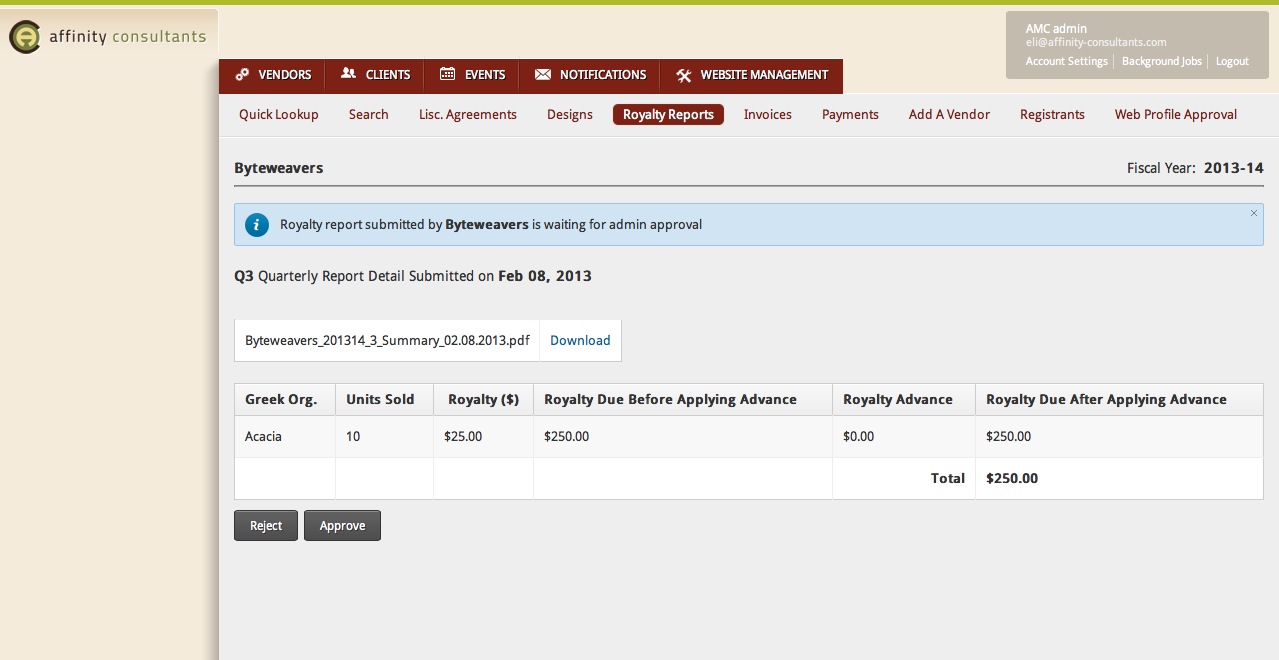 affinity consultants
AMC admin
eli@affinity-consultants.com
Account Settings Background Jobs Logout
VENDORS CLIENTS EVENTS NOTIFICATIONS WEBSITE MANAGEMENT
Quick Lookup Search Lisc. Agreements Designs Royalty Reports Invoices Payments Add A Vendor Registrants Web Profile Approval
Byteweavers Fiscal Year: 2013-14
Royalty report submitted by Byteweavers is waiting for admin approval
Q3 Quarterly Report Detail Submitted on Feb 08, 2013
Byteweavers_201314_3_Summary_02.08.2013.pdf Download
Greek Org. Units Sold Royalty ($) Royalty Due Before Applying Advance Royalty Advance Royalty Due After Applying Advance
Acacia 10 $25.00 $250.00 $0.00 $250.00
Total $250.00
Reject Approve